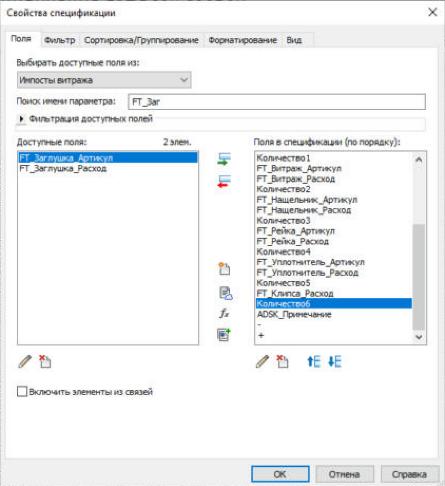 Свойства спецификации
Поля Фильтр Сортировка/Группирование Форматирование Вид
Выбирать доступные поля из:
Импосты витража
Поиск имени параметра: FT_Заг
Фильтрация доступных полей
Доступные поля: 2 элем.
FT_Заглушка_Артикул
FT_Заглушка_Расход
Поля в спецификации (по порядку):
Количество1
FT_Витраж_Артикул
FT_Витраж_Расход
Количество2
FT_Нащельник_Артикул
FT_Нащельник_Расход
Количество3
FT_Рейка_Артикул
FT_Рейка_Расход
Количество4
FT_Уплотнитель_Артикул
FT_Уплотнитель_Расход
Количество5
FT_Клипса_Расход
Количество6
ADSK_Примечание
-
+
fx
Включить элементы из связей
OK Отмена Справка